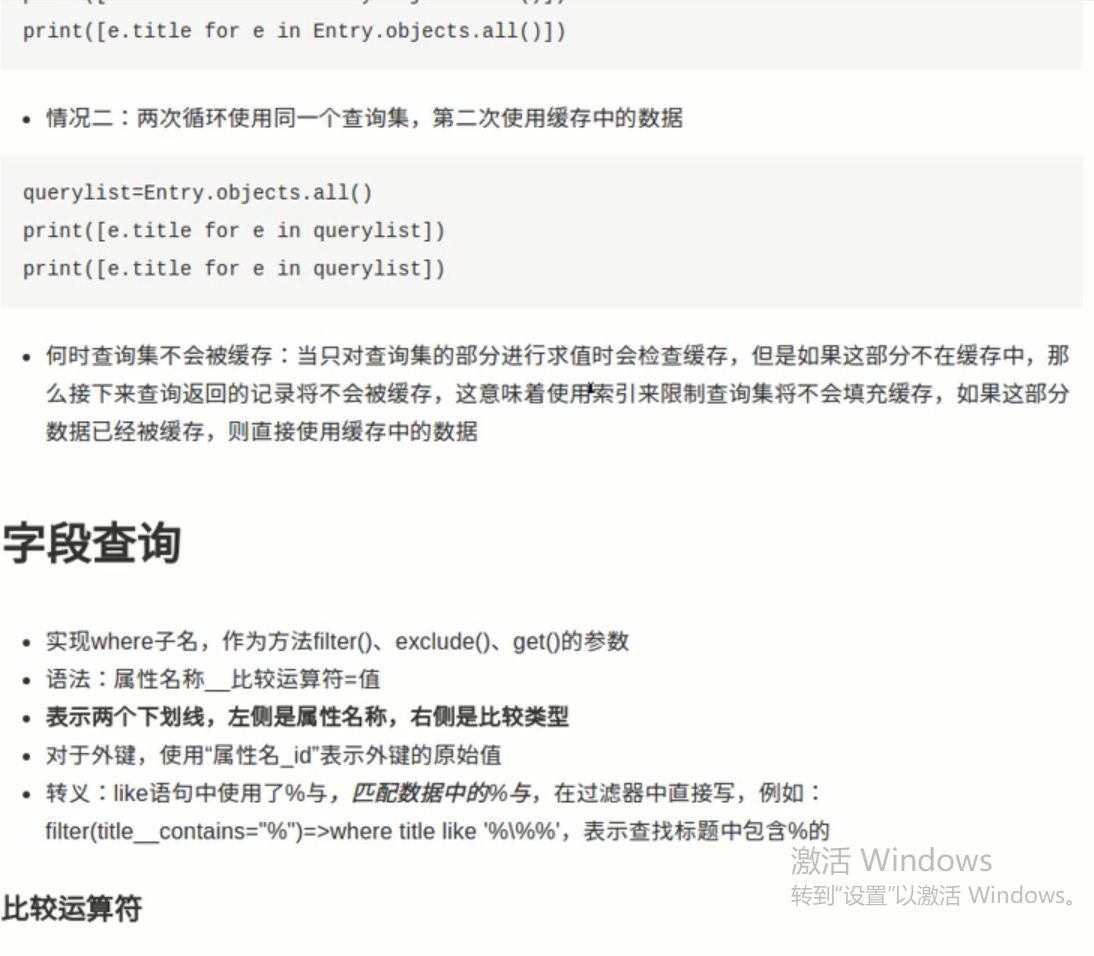 print([e.title for e in Entry.objects.all()])
• 情况二：两次循环使用同一个查询集，第二次使用缓存中的数据
querylist=Entry.objects.all()
print([e.title for e in querylist])
print([e.title for e in querylist])
• 何时查询集不会被缓存：当只对查询集的部分进行求值时会检查缓存，但是如果这部分不在缓存中，那
么接下来查询返回的记录将不会被缓存，这意味着使用索引来限制查询集将不会填充缓存，如果这部分
数据已经被缓存，则直接使用缓存中的数据
字段查询
• 实现where子名，作为方法filter()、exclude()、get()的参数
• 语法：属性名称__比较运算符=值
• 表示两个下划线，左侧是属性名称，右侧是比较类型
• 对于外键，使用“属性名_id”表示外键的原始值
• 转义：like语句中使用了%与，匹配数据中的%与，在过滤器中直接写，例如：
filter(title__contains="%")=>where title like '%\%%'，表示查找标题中包含%的
激活 Windows
转到“设置”以激活 Windows。
比较运算符